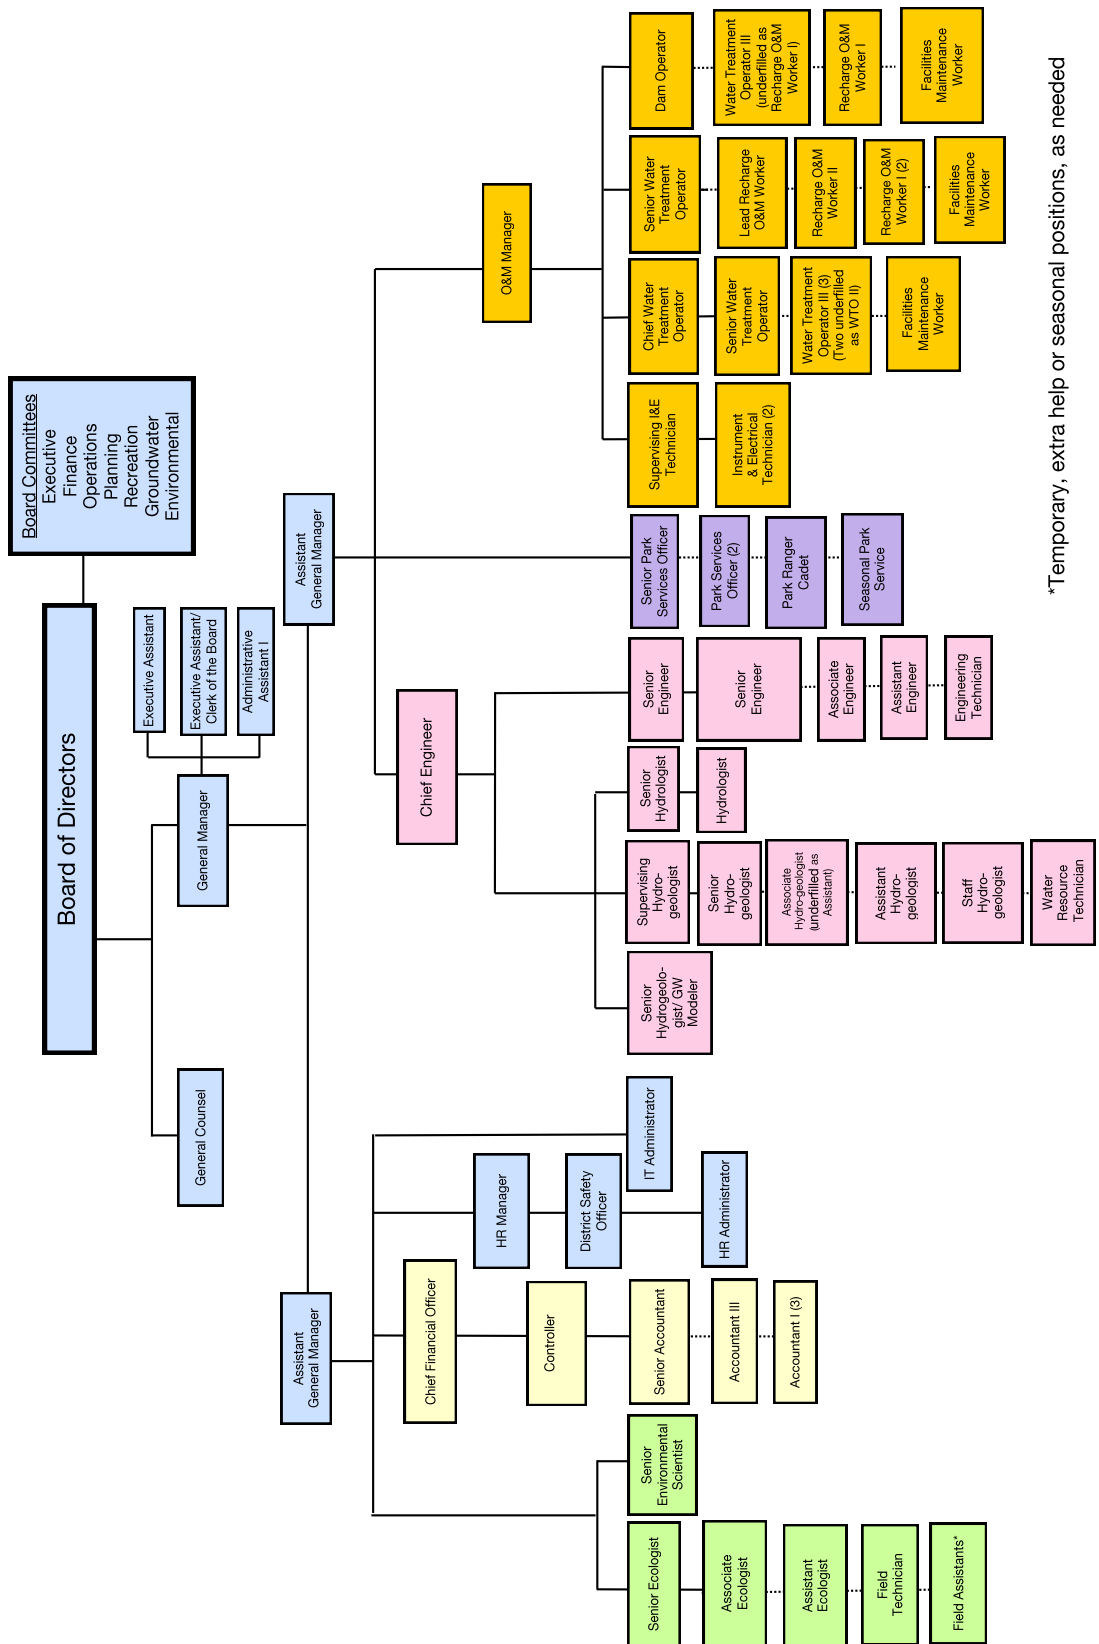 Board of Directors
Board Committees
Executive
Finance
Operations
Planning
Recreation
Groundwater
Environmental
General Counsel
General Manager
Executive Assistant
Executive Assistant/
Clerk of the Board
Administrative
Assistant I
Assistant
General Manager
Assistant
General Manager
Senior Ecologist
Associate
Ecologist
Assistant
Ecologist
Field
Technician
Field Assistants*
Senior
Environmental
Scientist
Chief Financial Officer
Controller
Senior Accountant
Accountant III
Accountant I (3)
HR Manager
District Safety
Officer
HR Administrator
IT Administrator
Chief Engineer
Senior
Hydrogeolo-
gist/ GW
Modeler
Supervising
Hydro-
geologist
Senior
Hydro-
geologist
Associate
Hydro-geologist
(underfilled as
Assistant)
Assistant
Hydro-
geologist
Staff
Hydro-
geologist
Water
Resource
Technician
Senior
Hydrologist
Hydrologist
Senior
Engineer
Senior
Engineer
Associate
Engineer
Assistant
Engineer
Engineering
Technician
Senior Park
Services Officer
Park Services
Officer (2)
Park Ranger
Cadet
Seasonal Park
Service
O&M Manager
Supervising I&E
Technician
Instrument
& Electrical
Technician (2)
Chief Water
Treatment
Operator
Senior Water
Treatment
Operator
Water Treatment
Operator III (3)
(Two underfilled
as WTO II)
Facilities
Maintenance
Worker
Senior Water
Treatment
Operator
Lead Recharge
O&M Worker
Recharge O&M
Worker II
Recharge O&M
Worker I (2)
Facilities
Maintenance
Worker
Dam Operator
Water Treatment
Operator III
(underfilled as
Recharge O&M
Worker I)
Recharge O&M
Worker I
Facilities
Maintenance
Worker
*Temporary, extra help or seasonal positions, as needed